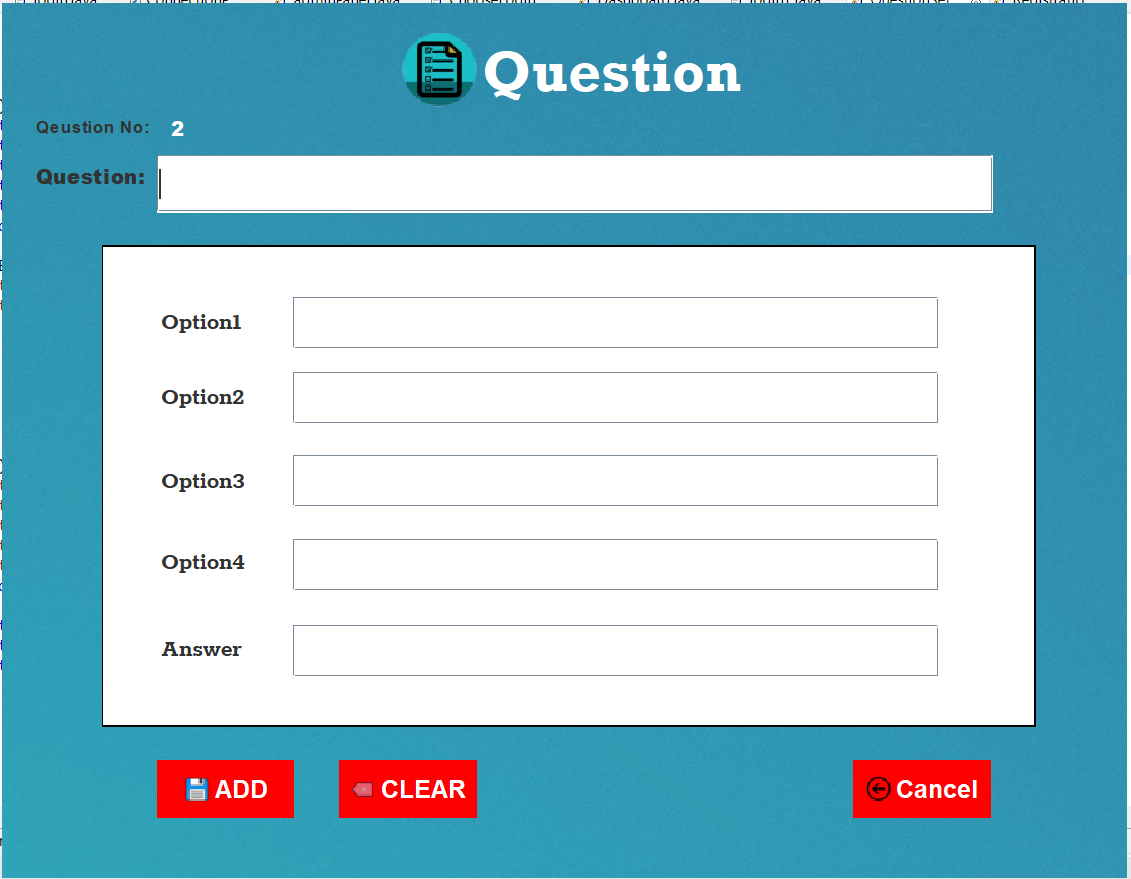 Question
Qeustion No: 2
Question:
Option1
Option2
Option3
Option4
Answer
ADD CLEAR Cancel